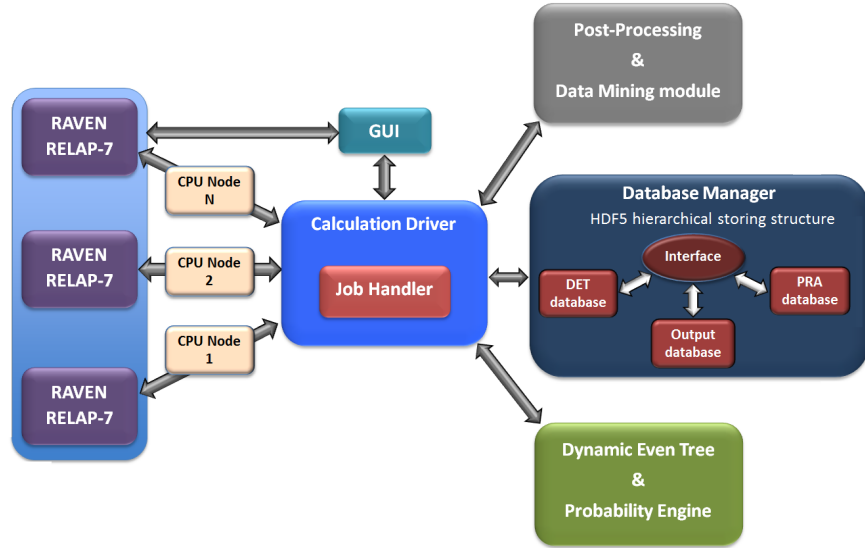 Post-Processing
&
Data Mining module
RAVEN
RELAP-7
GUI
CPU Node
N
RAVEN
RELAP-7
CPU Node
2
RAVEN
RELAP-7
CPU Node
1
Calculation Driver
Job Handler
Database Manager
HDF5 hierarchical storing structure
Interface
DET
database
PRA
database
Output
database
Dynamic Even Tree
&
Probability Engine